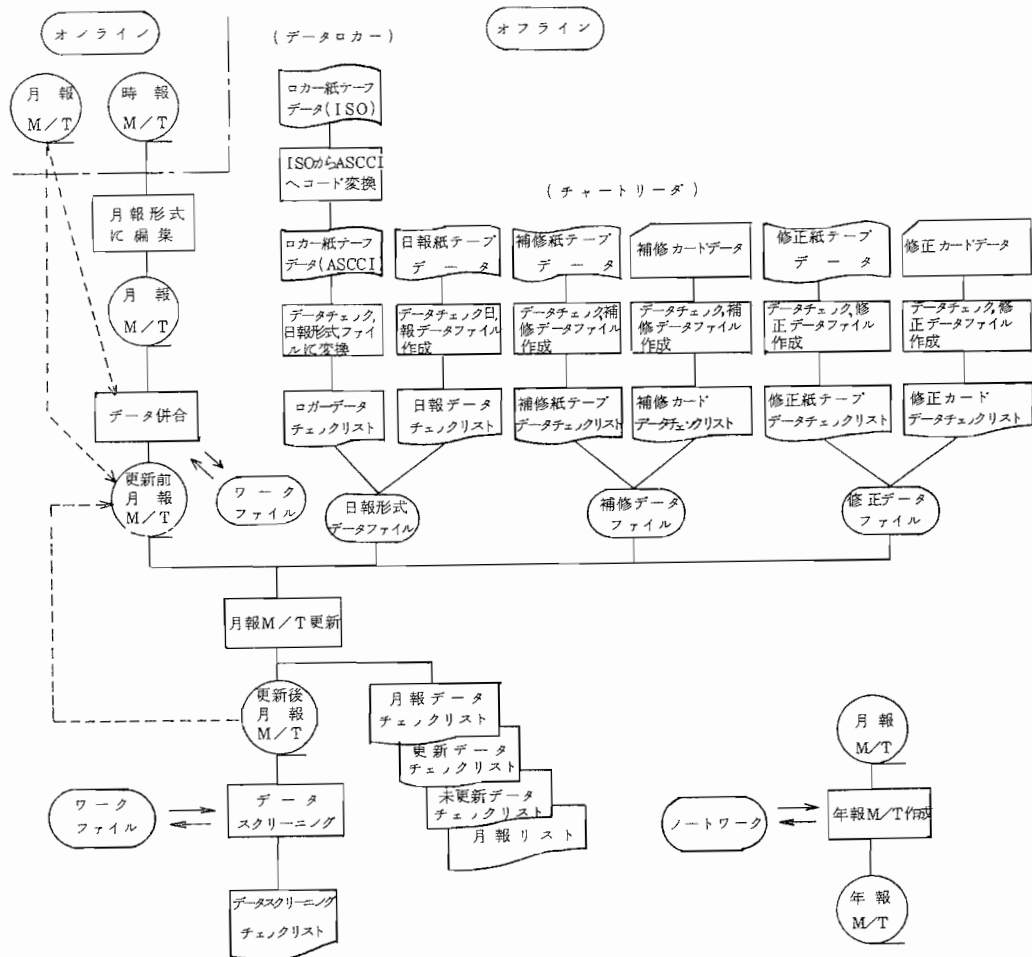 オンライン
月報
M/T
時報
M/T
月報形式
に編集
月報
M/T
データ併合
更新前
月報
M/T
ワーク
ファイル
(データロカー)
オフライン
ロカー紙テーフ
データ(ISO)
ISOからASCCI
へコード変換
ロカー紙テーフ
データ(ASCCI
データチェック,
日報形式ファイ
ルに変換
ロガーデータ
チェックリスト
(チャートリーダ)
日報紙テープ
データ
データチェック日,
報データファイル
作成
日報データ
チェックリスト
補修紙テープ
データ
データチェック,補
修データファイル
作成
補修紙テープ
データチェックリスト
補修カードデータ
データチェック,補
修データファイル
作成
補修カード
データチェックリスト
修正紙テープ
データ
データチェック,修
正データファイル
作成
修正紙テープ
データチェックリスト
修正カードデータ
データチェック,修
正データファイル
作成
修正カード
データチェックリスト
日報形式
データファイル
補修データ
ファイル
修正データ
ファイル
月報M/T更新
更新後
月報
M/T
月報データ
チェックリスト
更新データ
チェックリスト
未更新データ
チェックリスト
月報リスト
ワーク
ファイル
データ
スクリーニング
データスクリーニング
チェックリスト
月報
M/T
ノートワーク
年報M/T作成
年報
M/T